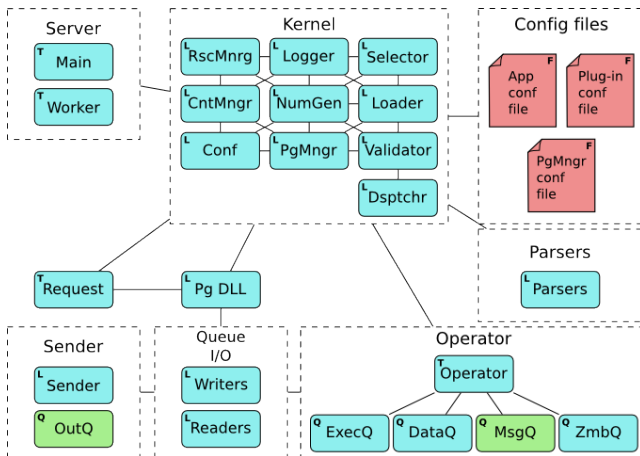 Server
T
Main
T
Worker
Kernel
L
RscMnrg
L
Logger
L
Selector
L
CntMngr
L
NumGen
L
Loader
L
Conf
L
PgMngr
L
Validator
L
Dsptchr
Config files
F
App
conf
file
F
Plug-in
conf
file
F
PgMngr
conf
file
Parsers
L
Parsers
T
Request
L
Pg DLL
Sender
L
Sender
Q
OutQ
Queue
I/O
L
Writers
L
Readers
Operator
T
Operator
Q
ExecQ
Q
DataQ
Q
MsgQ
Q
ZmbQ